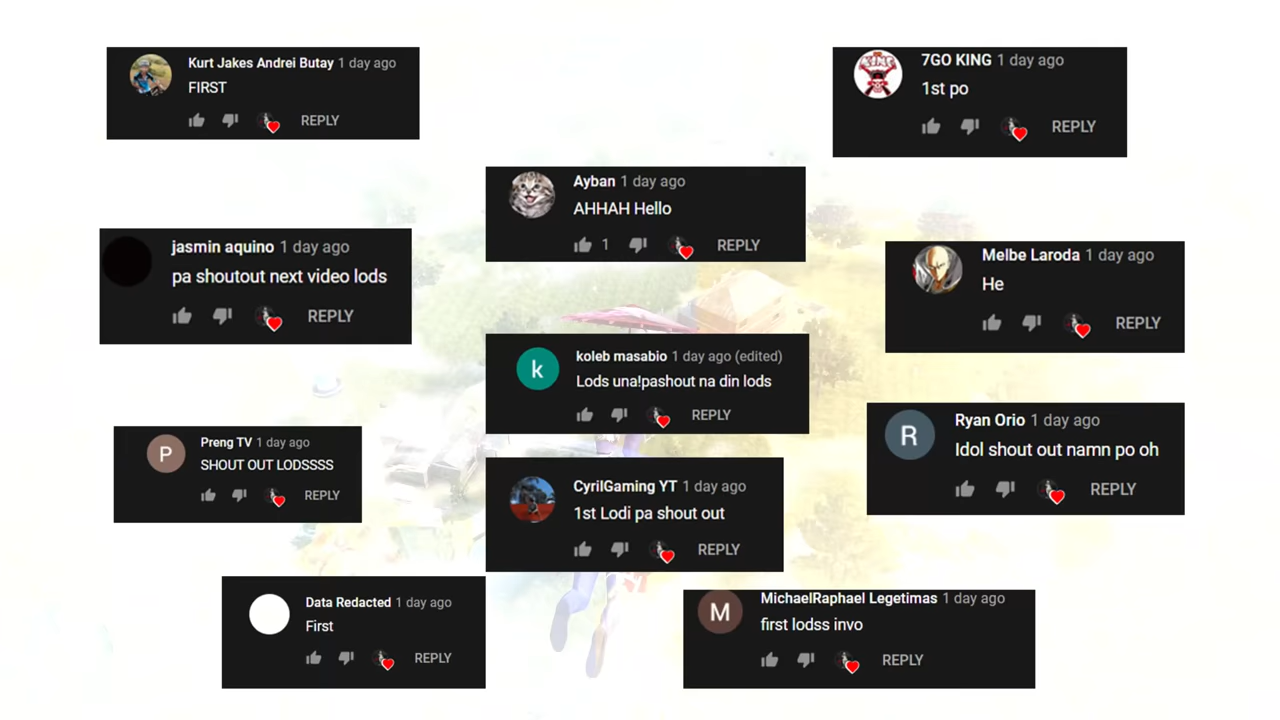 Kurt Jakes Andrei Butay 1 day ago
FIRST
REPLY
7GO KING 1 day ago
1st po
REPLY
Ayban 1 day ago
AHHAH Hello
1 REPLY
jasmin aquino 1 day ago
pa shoutout next video lods
REPLY
Melbe Laroda 1 day ago
He
REPLY
k
koleb masabio 1 day ago (edited)
Lods una!pashout na din lods
REPLY
P
Preng TV 1 day ago
SHOUT OUT LODSSSS
REPLY
R
Ryan Orio 1 day ago
Idol shout out namn po oh
REPLY
CyrilGaming YT 1 day ago
1st Lodi pa shout out
REPLY
Data Redacted 1 day ago
First
REPLY
M
MichaelRaphael Legetimas 1 day ago
first lodss invo
REPLY